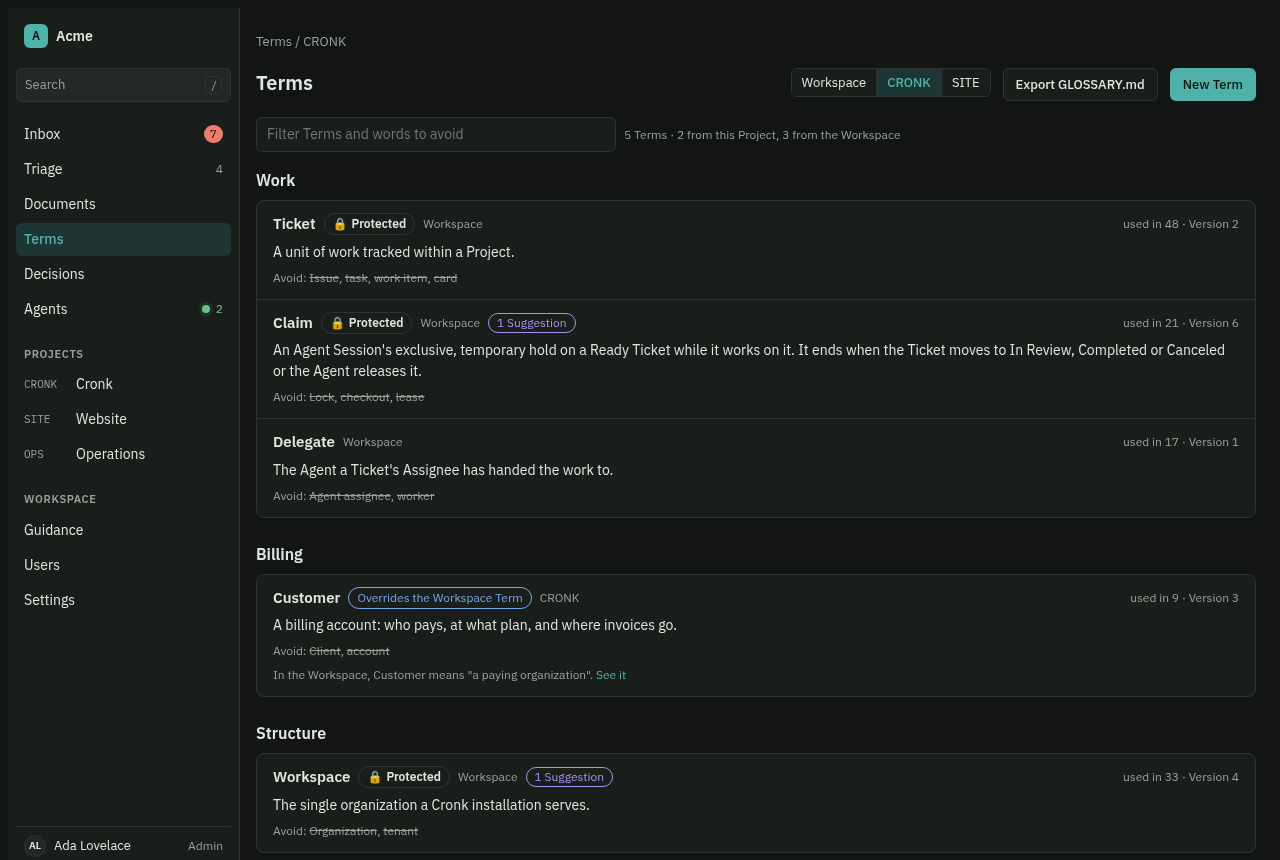 A Acme
Search /
Inbox 7
Triage 4
Documents
Terms
Decisions
Agents 2
PROJECTS
CRONK Cronk
SITE Website
OPS Operations
WORKSPACE
Guidance
Users
Settings
AL Ada Lovelace Admin
Terms / CRONK
Terms
Workspace CRONK SITE Export GLOSSARY.md New Term
Filter Terms and words to avoid 5 Terms · 2 from this Project, 3 from the Workspace
Work
Ticket 🔒 Protected Workspace used in 48 · Version 2
A unit of work tracked within a Project.
Avoid: Issue, task, work item, card
Claim 🔒 Protected Workspace 1 Suggestion used in 21 · Version 6
An Agent Session's exclusive, temporary hold on a Ready Ticket while it works on it. It ends when the Ticket moves to In Review, Completed or Canceled
or the Agent releases it.
Avoid: Lock, checkout, lease
Delegate Workspace used in 17 · Version 1
The Agent a Ticket's Assignee has handed the work to.
Avoid: Agent assignee, worker
Billing
Customer Overrides the Workspace Term CRONK used in 9 · Version 3
A billing account: who pays, at what plan, and where invoices go.
Avoid: Client, account
In the Workspace, Customer means "a paying organization". See it
Structure
Workspace 🔒 Protected Workspace 1 Suggestion used in 33 · Version 4
The single organization a Cronk installation serves.
Avoid: Organization, tenant